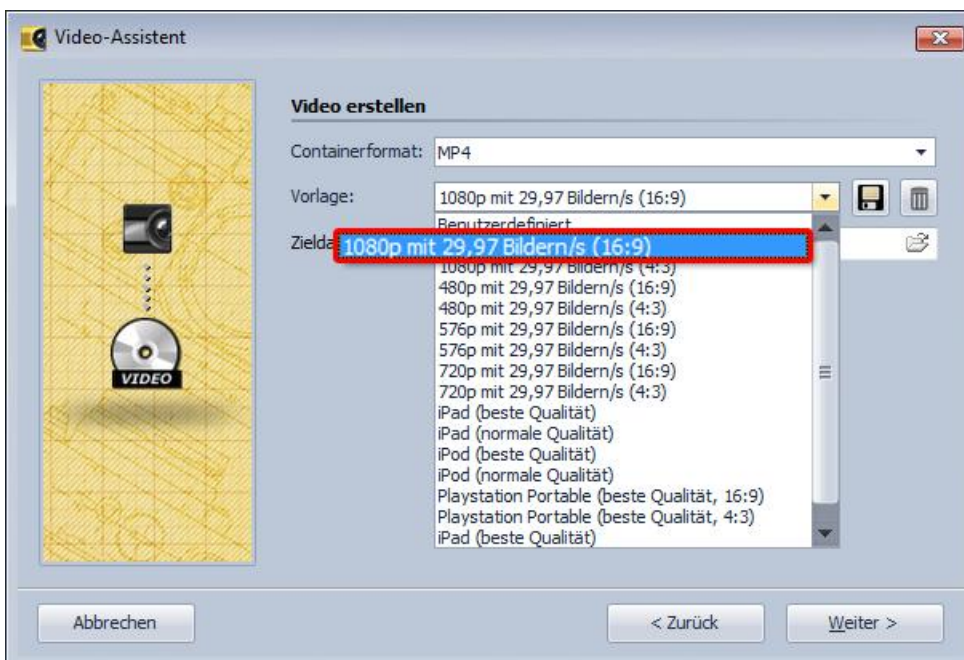 Video-Assistent
Video erstellen
Containerformat: MP4
Vorlage: 1080p mit 29,97 Bildern/s (16:9)
Benutzerdefiniert
Zielda
1080p mit 29,97 Bildern/s (16:9)
1080p mit 29,97 Bildern/s (4:3)
480p mit 29,97 Bildern/s (16:9)
480p mit 29,97 Bildern/s (4:3)
576p mit 29,97 Bildern/s (16:9)
576p mit 29,97 Bildern/s (4:3)
720p mit 29,97 Bildern/s (16:9)
720p mit 29,97 Bildern/s (4:3)
iPad (beste Qualität)
iPad (normale Qualität)
iPod (beste Qualität)
iPod (normale Qualität)
Playstation Portable (beste Qualität, 16:9)
Playstation Portable (beste Qualität, 4:3)
iPad (beste Qualität)
VIDEO
Abbrechen
< Zurück
Weiter >